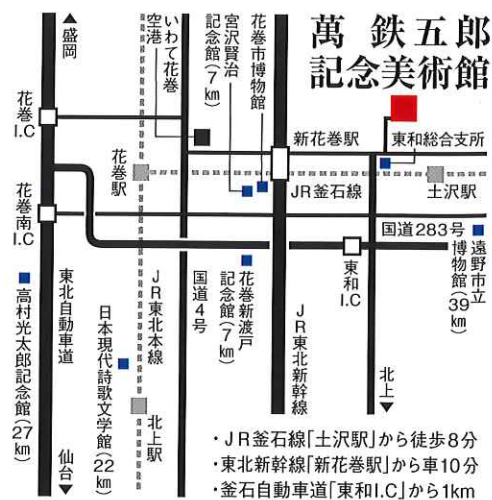 萬 鉄五郎
記念美術館
▲盛岡
花巻I.C
花巻南I.C
いわて花巻空港
宮沢賢治記念館(7km)
花巻市博物館
花巻駅
新花巻駅
東和総合支所
JR釜石線
土沢駅
国道283号
遠野市立博物館(39km)
東和I.C
花巻新渡戸記念館(7km)
国道4号
JR東北本線
JR東北新幹線
東北自動車道
高村光太郎記念館(27km)
日本現代詩歌文学館(22km)
北上駅
仙台▼
北上▼
・JR釜石線「土沢駅」から徒歩8分
・東北新幹線「新花巻駅」から車10分
・釜石自動車道「東和I.C」から1km